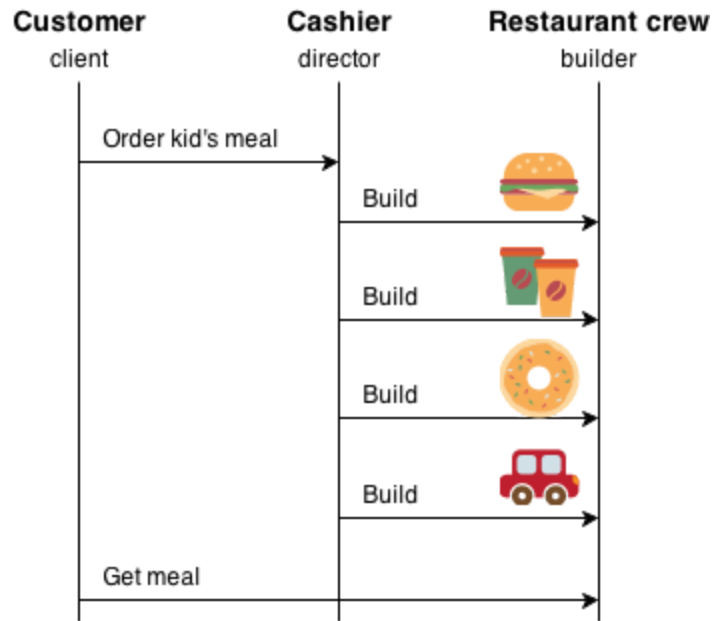 Customer
client
Cashier
director
Restaurant crew
builder
Order kid's meal
Build
Build
Build
Build
Get meal